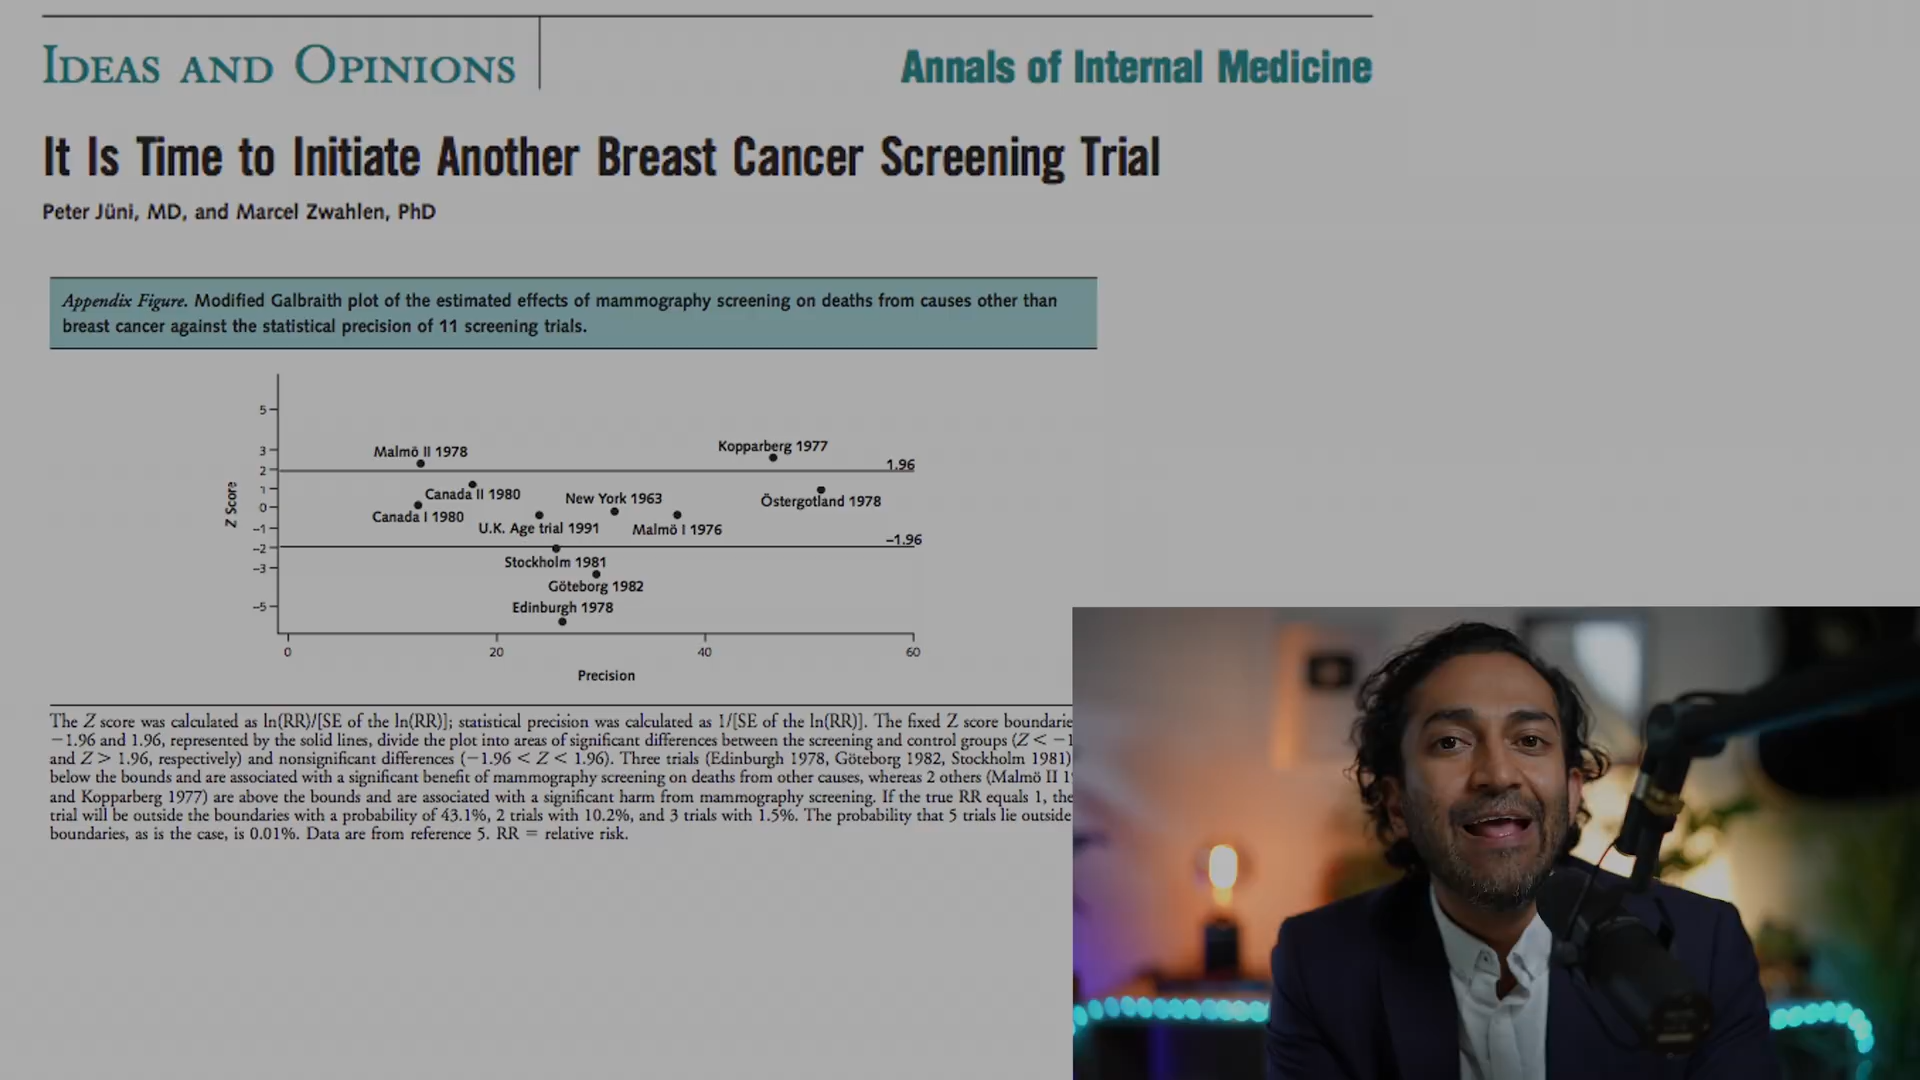 IDEAS AND OPINIONS
Annals of Internal Medicine
It Is Time to Initiate Another Breast Cancer Screening Trial
Peter Jüni, MD, and Marcel Zwahlen, PhD
Appendix Figure. Modified Galbraith plot of the estimated effects of mammography screening on deaths from causes other than
breast cancer against the statistical precision of 11 screening trials.
5
3
2
1
0
−1
−2
−3
−5
Z Score
Malmö II 1978
Kopparberg 1977
1.96
Canada II 1980
New York 1963
Östergotland 1978
Canada I 1980
U.K. Age trial 1991
Malmö I 1976
−1.96
Stockholm 1981
Göteborg 1982
Edinburgh 1978
0
20
40
60
Precision
The Z score was calculated as ln(RR)/[SE of the ln(RR)]; statistical precision was calculated as 1/[SE of the ln(RR)]. The fixed Z score
−1.96 and 1.96, represented by the solid lines, divide the plot into areas of significant differences between the screening and control groups (Z <
and Z > 1.96, respectively) and nonsignificant differences (−1.96 < Z < 1.96). Three trials (Edinburgh 1978, Göteborg 1982, Stockholm 1981)
below the bounds and are associated with a significant benefit of mammography screening on deaths from other causes, whereas 2 others (Malmö II
and Kopparberg 1977) are above the bounds and are associated with a significant harm from mammography screening. If the true RR equals 1, the
trial will be outside the boundaries with a probability of 43.1%, 2 trials with 10.2%, and 3 trials with 1.5%. The probability that 5 trials lie outside
boundaries, as is the case, is 0.01%. Data are from reference 5. RR = relative risk.